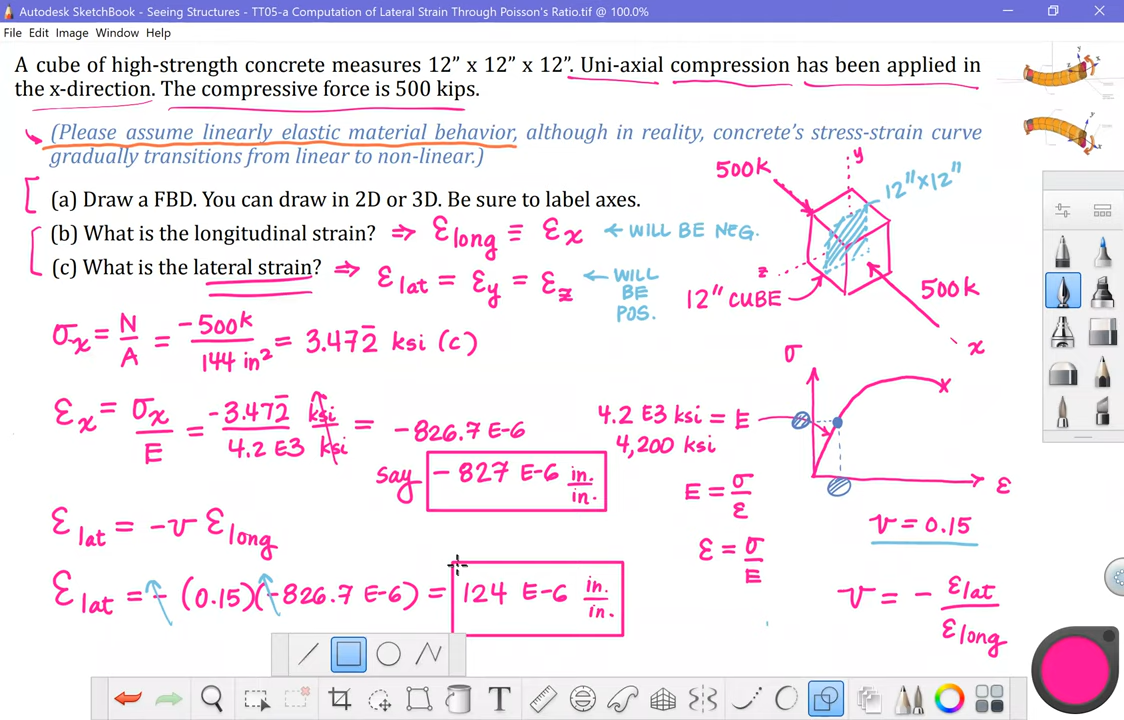 Autodesk SketchBook - Seeing Structures - TT05-a Computation of Lateral Strain Through Poisson's Ratio.tif @ 100.0%
File Edit Image Window Help
A cube of high-strength concrete measures 12” x 12” x 12”. Uni-axial compression has been applied in
the x-direction. The compressive force is 500 kips.
(Please assume linearly elastic material behavior, although in reality, concrete’s stress-strain curve
gradually transitions from linear to non-linear.)
(a) Draw a FBD. You can draw in 2D or 3D. Be sure to label axes.
(b) What is the longitudinal strain? ⇒ ε long ≡ ε x ← WILL BE NEG.
(c) What is the lateral strain? ⇒ ε lat = ε y = ε z ← WILL BE POS.
500k
y
12"x12"
z
12" CUBE
500k
x
σx = N/A = -500k / 144 in² = 3.472̅ ksi (c)
εx = σx/E = -3.472̅ ksi / 4.2 E3 ksi = -826.7 E-6
say -827 E-6 in./in.
σ
4.2 E3 ksi = E
4,200 ksi
ε
E = σ/ε
ε = σ/E
ν = 0.15
ν = - ε lat / ε long
ε lat = -ν ε long
ε lat = - (0.15)(-826.7 E-6) = 124 E-6 in./in.
T